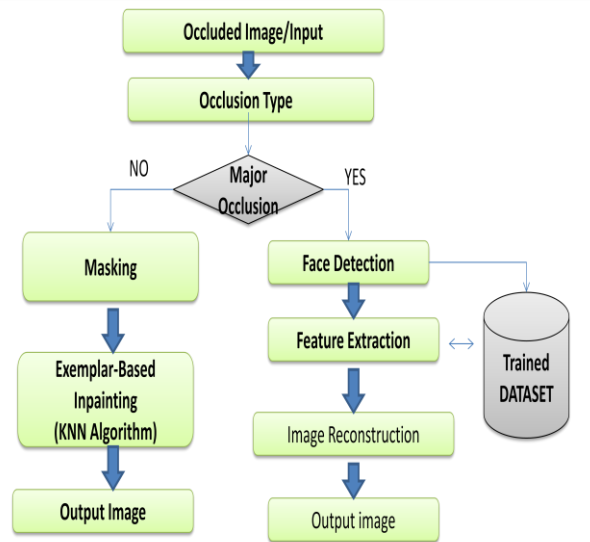 Occluded Image/Input
Occlusion Type
NO
Major
Occlusion
YES
Masking
Face Detection
Exemplar-Based
Inpainting
(KNN Algorithm)
Feature Extraction
Trained
DATASET
Image Reconstruction
Output Image
Output image